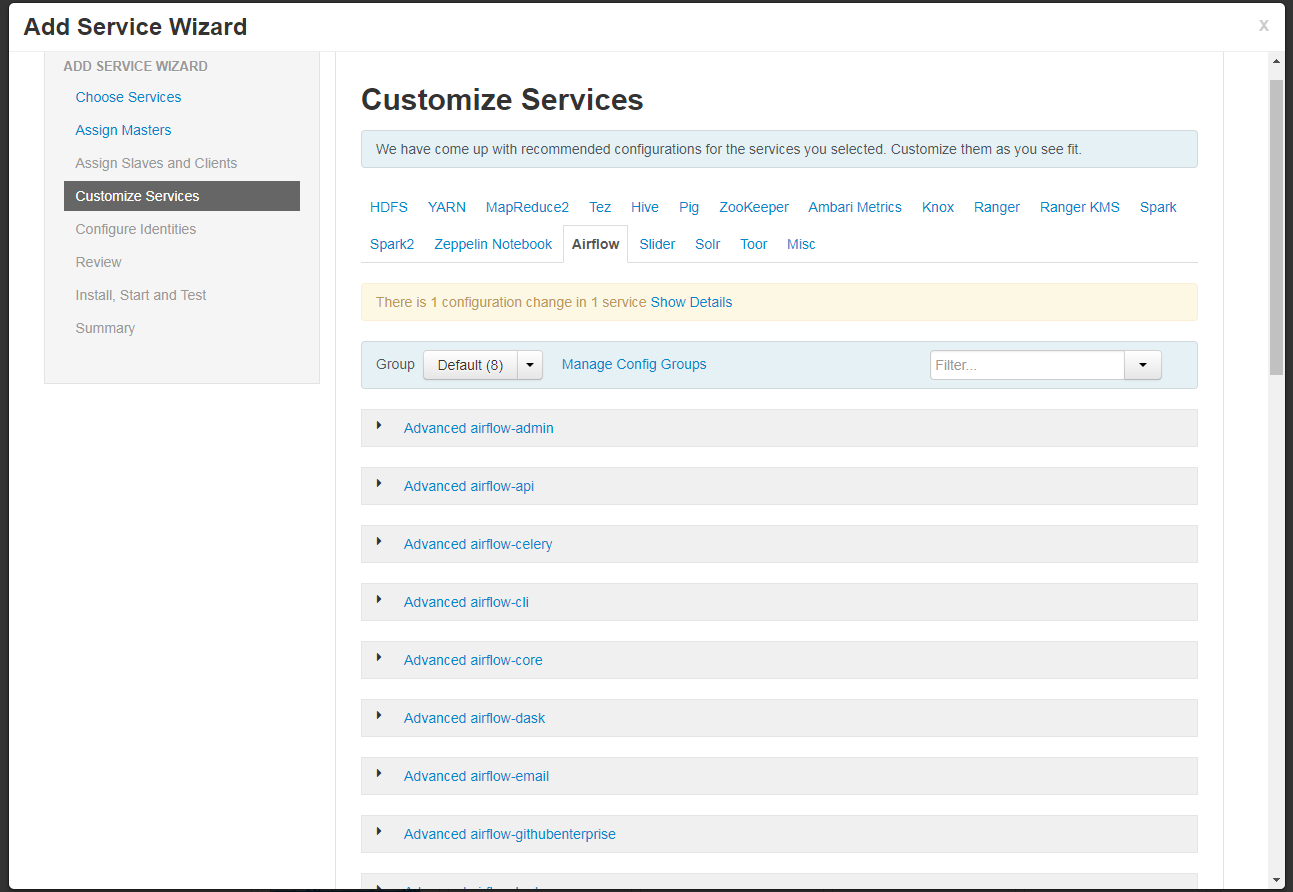 Add Service Wizard
x
ADD SERVICE WIZARD
Choose Services
Assign Masters
Assign Slaves and Clients
Customize Services
Configure Identities
Review
Install, Start and Test
Summary
Customize Services
We have come up with recommended configurations for the services you selected. Customize them as you see fit.
HDFS YARN MapReduce2 Tez Hive Pig ZooKeeper Ambari Metrics Knox Ranger Ranger KMS Spark
Spark2 Zeppelin Notebook Airflow Slider Solr Toor Misc
There is 1 configuration change in 1 service Show Details
Group Default (8) Manage Config Groups Filter...
Advanced airflow-admin
Advanced airflow-api
Advanced airflow-celery
Advanced airflow-cli
Advanced airflow-core
Advanced airflow-dask
Advanced airflow-email
Advanced airflow-githubenterprise